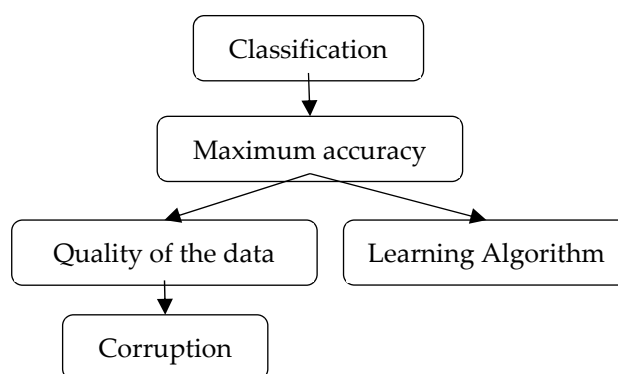 Classification
Maximum accuracy
Quality of the data
Learning Algorithm
Corruption